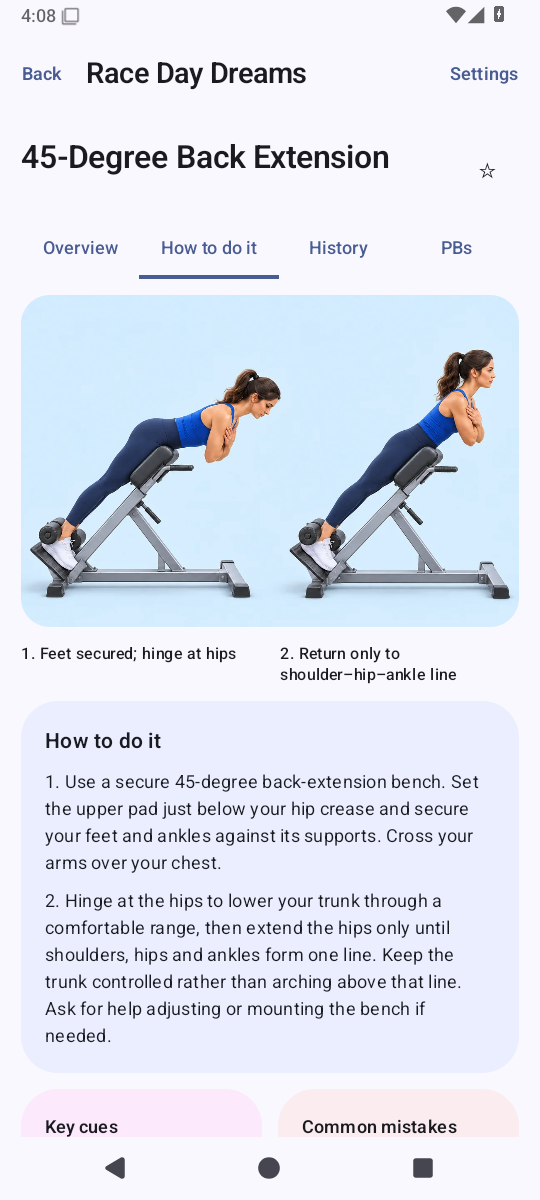 4:08
Back Race Day Dreams Settings
45-Degree Back Extension
Overview How to do it History PBs
1. Feet secured; hinge at hips
2. Return only to
shoulder–hip–ankle line
How to do it
1. Use a secure 45-degree back-extension bench. Set
the upper pad just below your hip crease and secure
your feet and ankles against its supports. Cross your
arms over your chest.
2. Hinge at the hips to lower your trunk through a
comfortable range, then extend the hips only until
shoulders, hips and ankles form one line. Keep the
trunk controlled rather than arching above that line.
Ask for help adjusting or mounting the bench if
needed.
Key cues
Common mistakes